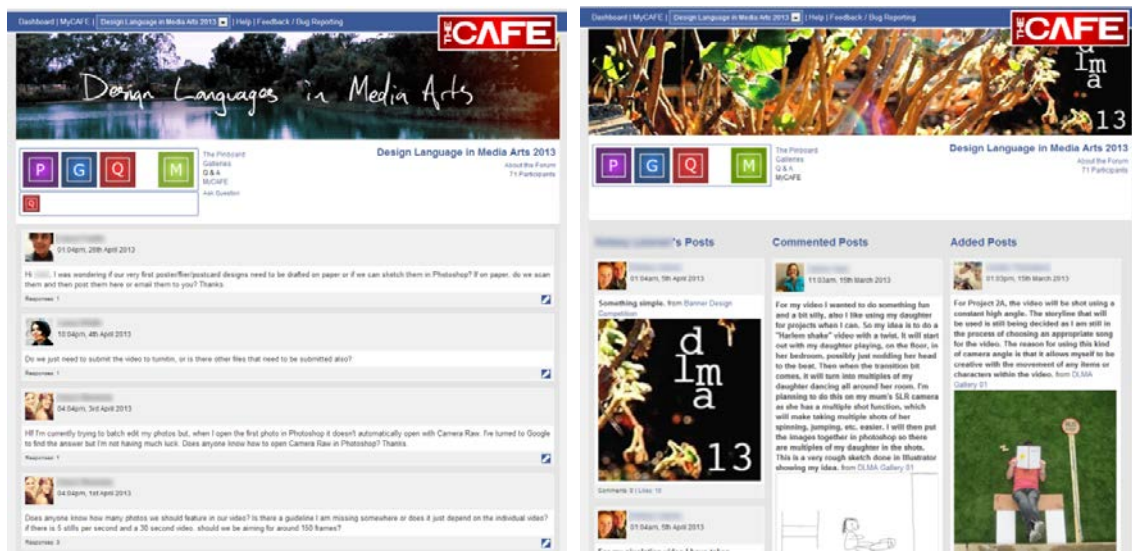 Dashboard | MyCAFE | Design Language in Media Arts 2013 | Help | Feedback / Bug Reporting
THE CAFE
Design Languages in Media Arts
P G Q M
The Pinboard
Galleries
Q & A
MyCAFE
Ask Question
Design Language in Media Arts 2013
About the Forum
71 Participants
Q
01:04pm, 28th April 2013
Hi I was wondering if our very first poster/flier/postcard designs need to be drafted on paper or if we can sketch them in Photoshop? If on paper, do we scan
them and then post them here or email them to you? Thanks.
Responses: 1
10:04pm, 4th April 2013
Do we just need to submit the video to turnitin, or is there other files that need to be submitted also?
Responses: 1
04:04pm, 3rd April 2013
Hi! I'm currently trying to batch edit my photos but, when I open the first photo in Photoshop it doesn't automatically open with Camera Raw. I've turned to Google
to find the answer but I'm not having much luck. Does anyone know how to open Camera Raw in Photoshop? Thanks.
Responses: 1
04:04pm, 1st April 2013
Does anyone know how many photos we should feature in our video? Is there a guideline I am missing somewhere or does it just depend on the individual video?
if there is 5 stills per second and a 30 second video. should we be aiming for around 150 frames?
Responses: 3
Dashboard | MyCAFE | Design Language in Media Arts 2013 | Help | Feedback / Bug Reporting
THE CAFE
d
lm
a
13
P G Q M
The Pinboard
Galleries
Q & A
MyCAFE
Design Language in Media Arts 2013
About the Forum
71 Participants
's Posts
01:04am, 5th April 2013
Something simple. from Banner Design
Competition
d
lm
a
13
Comments: 0 | Likes: 10
01:04am, 5th April 2013
Commented Posts
11:03am, 15th March 2013
For my video I wanted to do something fun
and a bit silly, also I like using my daughter
for projects when I can. So my idea is to do a
"Harlem shake" video with a twist. It will start
out with my daughter playing, on the floor, in
her bedroom. possibly just nodding her head
to the beat. Then when the transition bit
comes, it will turn into multiples of my
daughter dancing all around her room. I'm
planning to do this on my mum's SLR camera
as she has a multiple shot function, which
will make taking multiple shots of her
spinning, jumping, etc. easier. I will then put
the images together in photoshop so there
are multiples of my daughter in the shots.
This is a very rough sketch done in Illustrator
showing my idea. from DLMA Gallery 01
Added Posts
01:03pm, 15th March 2013
For Project 2A, the video will be shot using a
constant high angle. The storyline that will
be used is still being decided as I am still in
the process of choosing an appropriate song
for the video. The reason for using this kind
of camera angle is that it allows myself to be
creative with the movement of any items or
characters within the video. from DLMA
Gallery 01